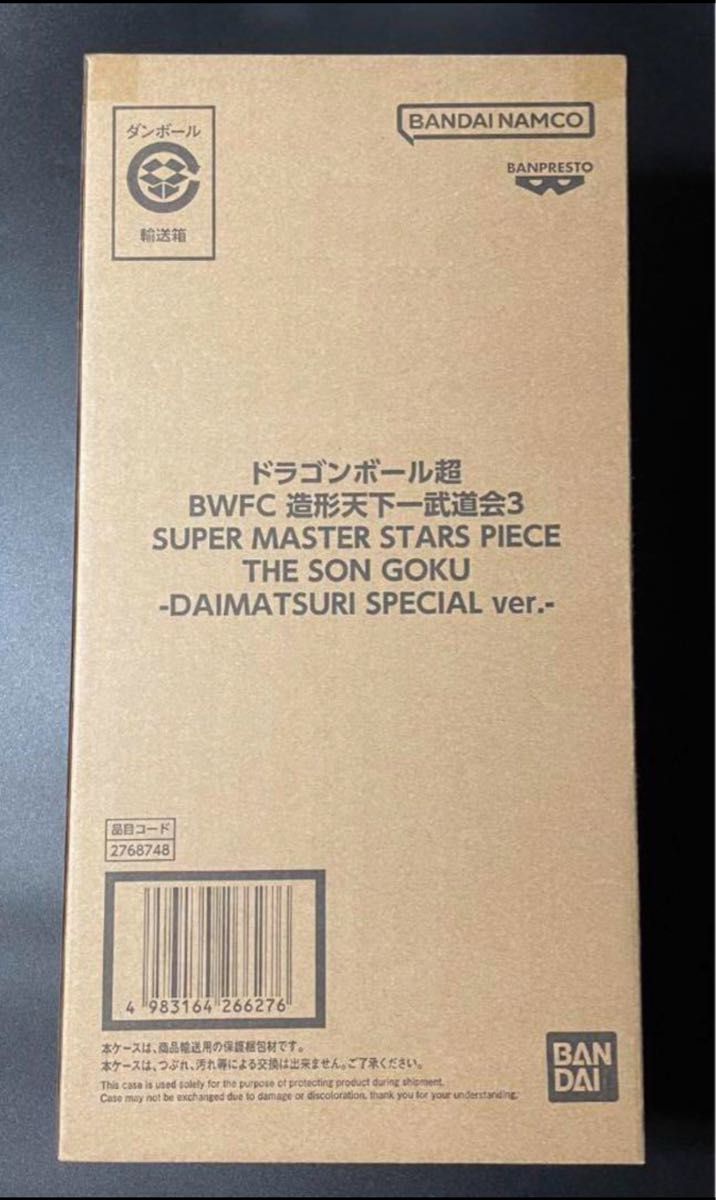 ダンボール
輸送箱
BANDAI NAMCO
BANPRESTO
ドラゴンボール超
BWFC 造形天下一武道会3
SUPER MASTER STARS PIECE
THE SON GOKU
-DAIMATSURI SPECIAL ver.-
品目コード
2768748
4 983164 266276
本ケースは、商品輸送用の保護梱包材です。
本ケースは、つぶれ、汚れ等による交換は出来ません。ご了承ください。
This case is used solely for the purpose of protecting product during shipment.
Case may not be exchanged due to damage or discoloration, thank you for your understanding.
BAN
DAI